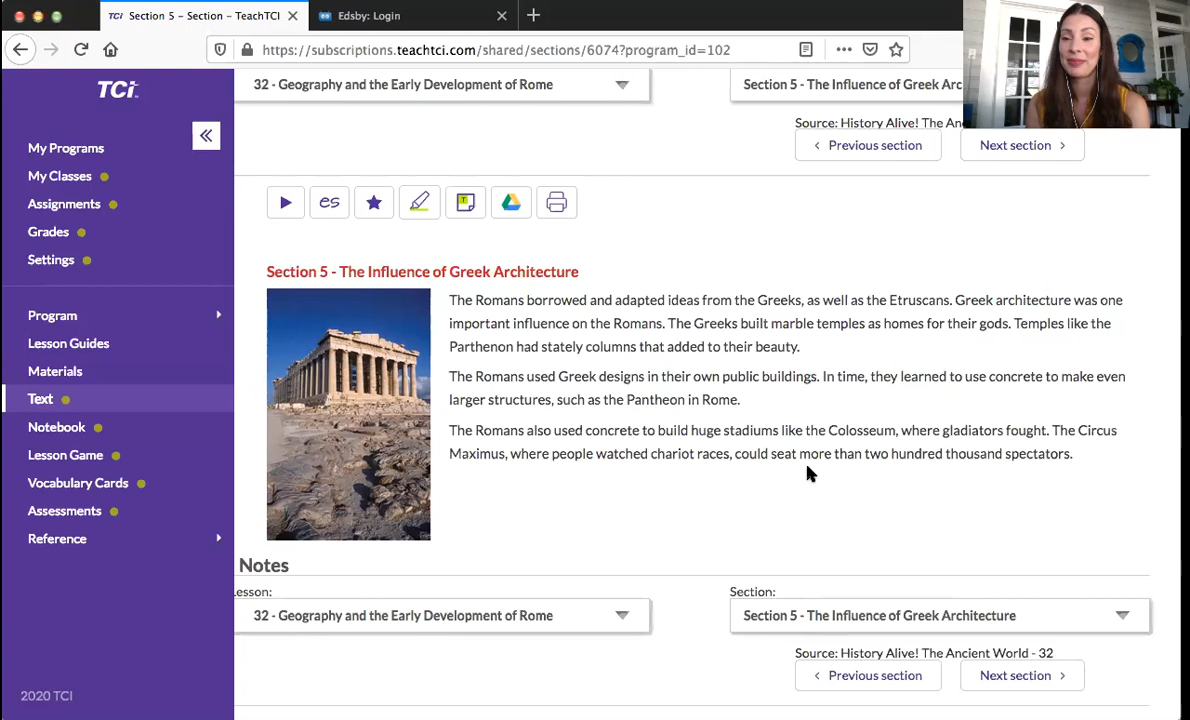 Section 5 - Section - TeachTCI
Edsby: Login
https://subscriptions.teachtci.com/shared/sections/6074?program_id=102
TCi
My Programs
My Classes
Assignments
Grades
Settings
Program
Lesson Guides
Materials
Text
Notebook
Lesson Game
Vocabulary Cards
Assessments
Reference
2020 TCI
32 - Geography and the Early Development of Rome
Section 5 - The Influence of Greek Arc
Source: History Alive! The An
Previous section
Next section
es
Section 5 - The Influence of Greek Architecture
The Romans borrowed and adapted ideas from the Greeks, as well as the Etruscans. Greek architecture was one
important influence on the Romans. The Greeks built marble temples as homes for their gods. Temples like the
Parthenon had stately columns that added to their beauty.
The Romans used Greek designs in their own public buildings. In time, they learned to use concrete to make even
larger structures, such as the Pantheon in Rome.
The Romans also used concrete to build huge stadiums like the Colosseum, where gladiators fought. The Circus
Maximus, where people watched chariot races, could seat more than two hundred thousand spectators.
Notes
esson:
32 - Geography and the Early Development of Rome
Section:
Section 5 - The Influence of Greek Architecture
Source: History Alive! The Ancient World - 32
Previous section
Next section